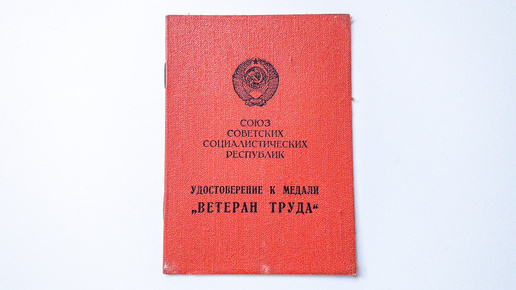 СОЮЗ
СОВЕТСКИХ
СОЦИАЛИСТИЧЕСКИХ
РЕСПУБЛИК
УДОСТОВЕРЕНИЕ К МЕДАЛИ
„ВЕТЕРАН ТРУДА“